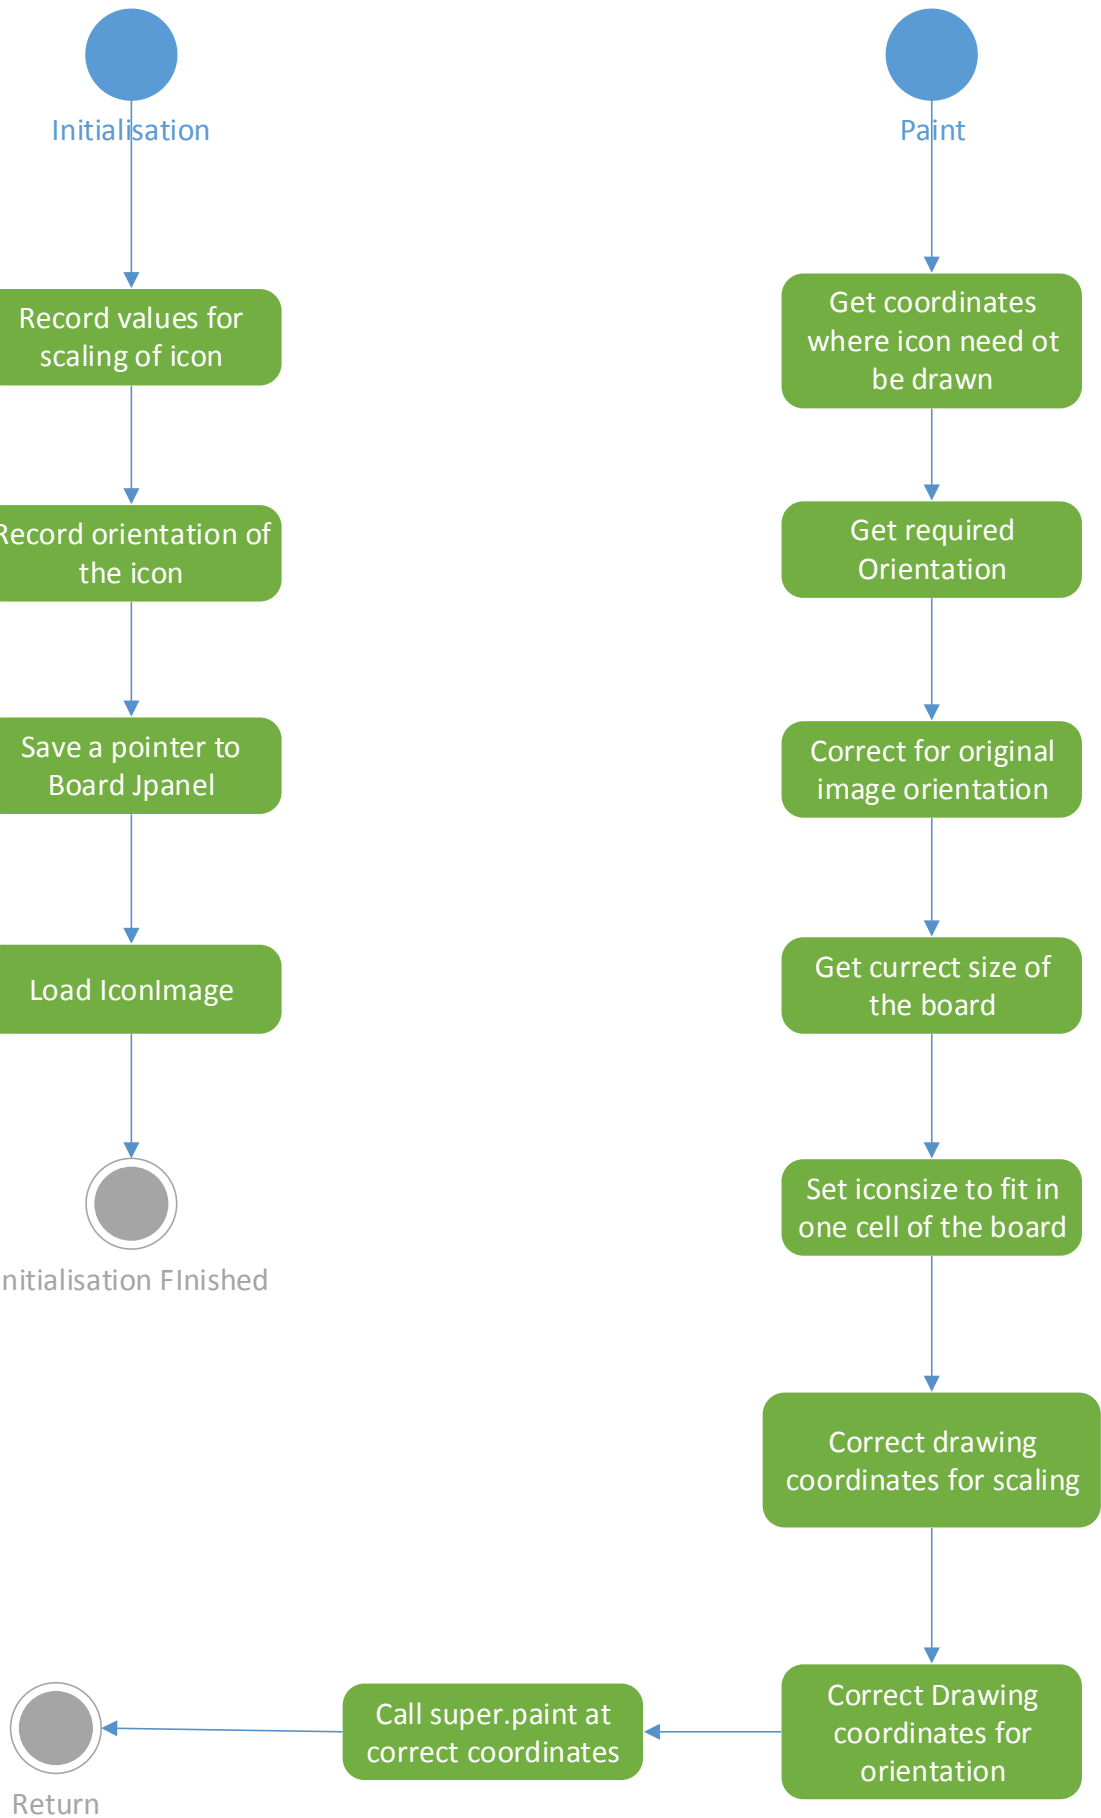 Initialisation
Record values for
scaling of icon
Record orientation of
the icon
Save a pointer to
Board Jpanel
Load IconImage
nitialisation FInished
Paint
Get coordinates
where icon need ot
be drawn
Get required
Orientation
Correct for original
image orientation
Get currect size of
the board
Set iconsize to fit in
one cell of the board
Correct drawing
coordinates for scaling
Correct Drawing
coordinates for
orientation
Call super.paint at
correct coordinates
Return